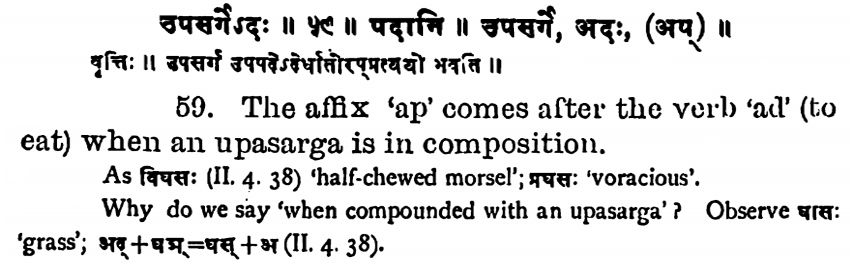 उपसर्गेऽदः ॥ ५९ ॥ पदानि ॥ उपसर्गे, अदः, (अप्) ॥
वृत्तिः ॥ उपसर्ग उपपदेऽदेर्धातोरप्प्रत्ययो भवति ॥
59. The affix 'ap' comes after the verb 'ad' (to
eat) when an upasarga is in composition.
As विघसः (II. 4. 38) 'half-chewed morsel'; प्रघसः 'voracious'.
Why do we say 'when compounded with an upasarga'? Observe घासः
'grass'; अद्+घञ्=घस्+अ (II. 4. 38).